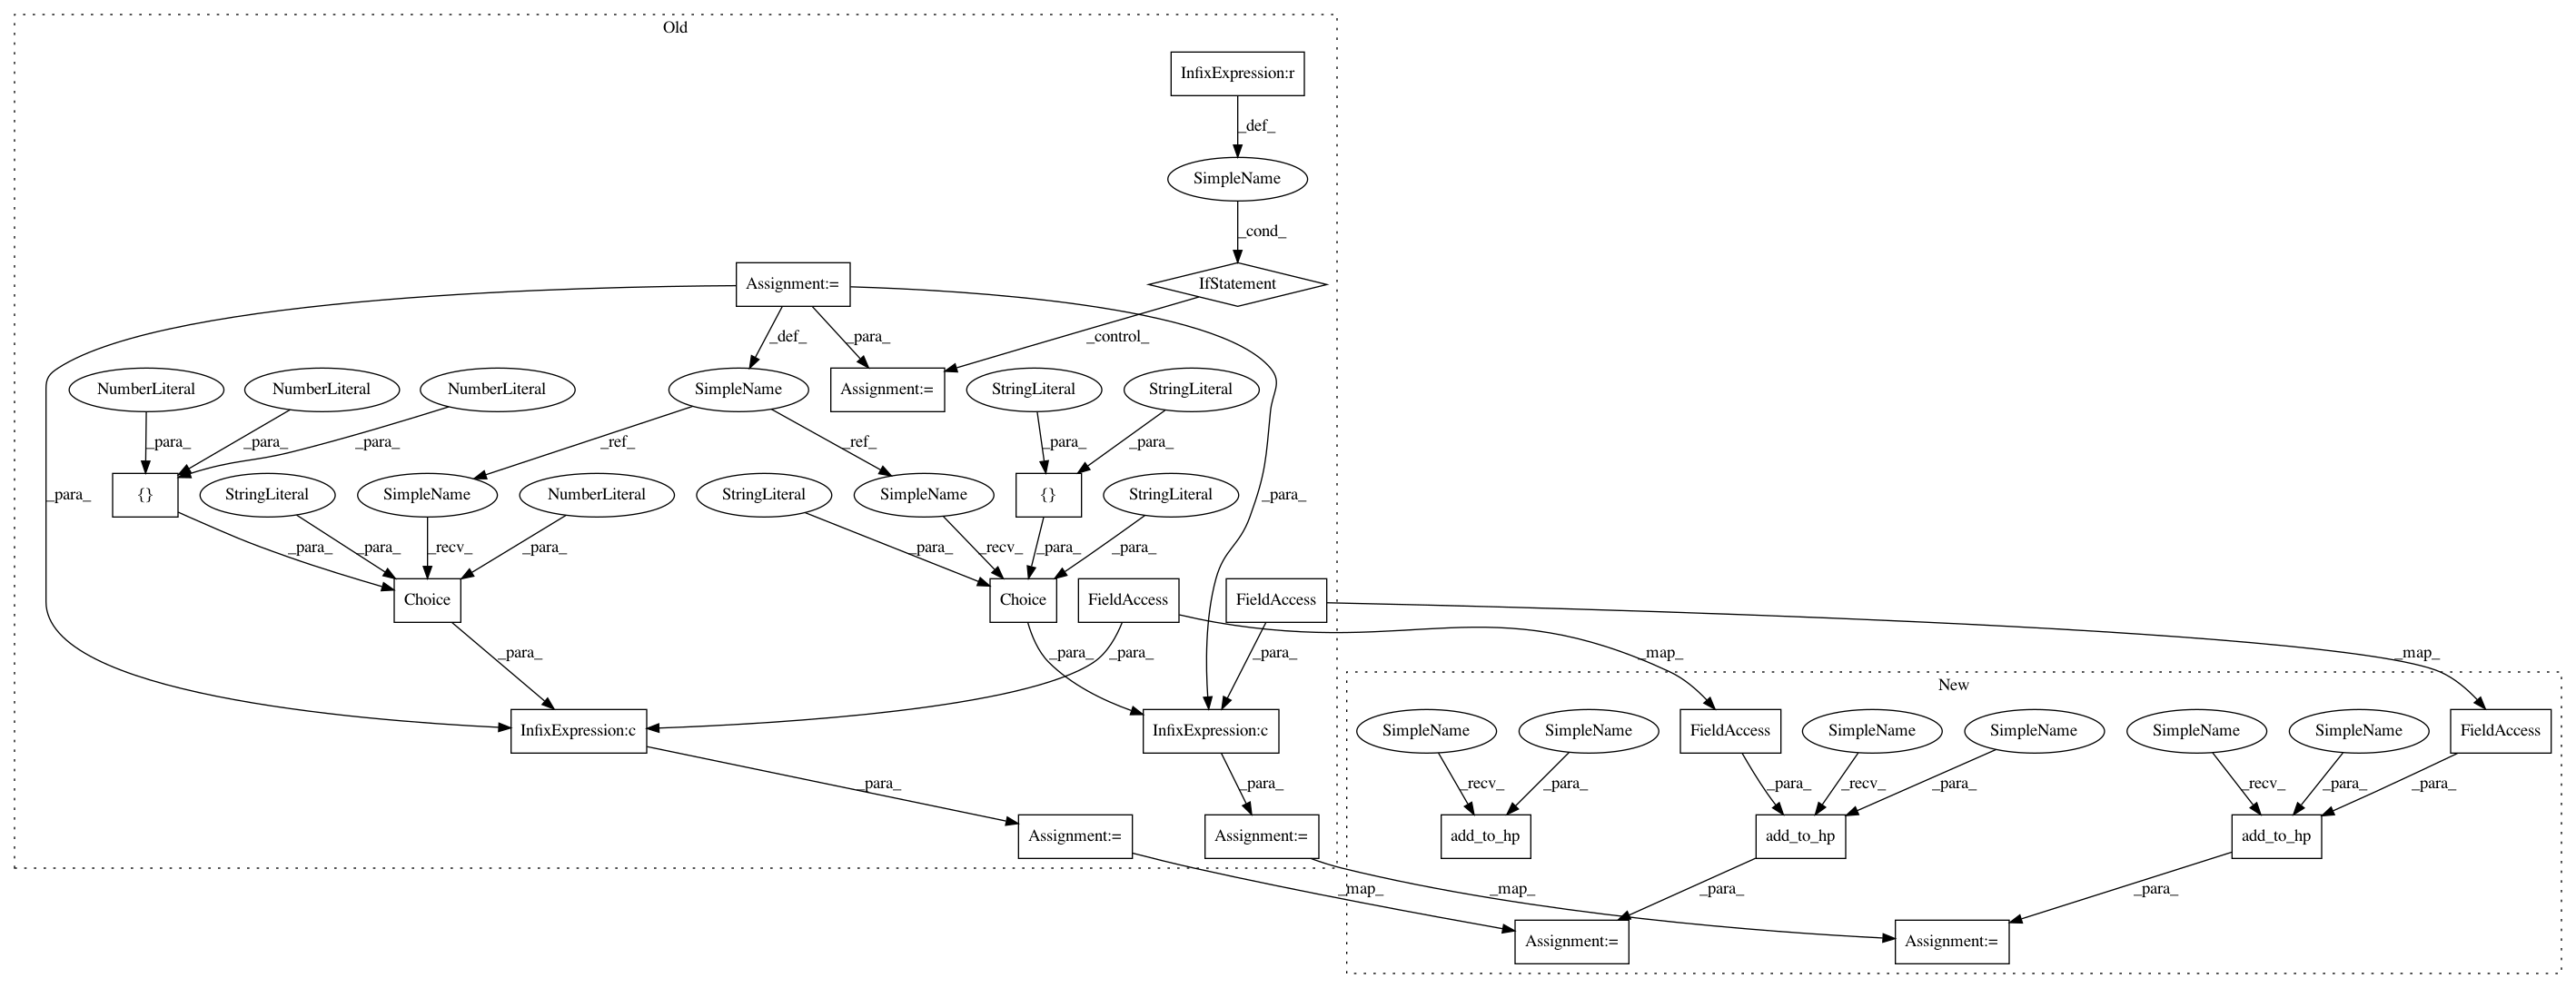 Old
InfixExpression:r
_def_
SimpleName
_cond_
Assignment:=
IfStatement
_def_
_para_
_control_
NumberLiteral
NumberLiteral
NumberLiteral
SimpleName
Assignment:=
StringLiteral
StringLiteral
_para_
_para_
_para_
_ref_
_ref_
_para_
_para_
_para_
{}
StringLiteral
SimpleName
NumberLiteral
StringLiteral
SimpleName
{}
StringLiteral
_para_
_para_
_para_
_recv_
_para_
_para_
_recv_
_para_
_para_
Choice
Choice
FieldAccess
FieldAccess
_para_
_para_
_para_
_para_
_map_
_map_
New
InfixExpression:c
InfixExpression:c
SimpleName
SimpleName
FieldAccess
SimpleName
SimpleName
SimpleName
SimpleName
FieldAccess
_para_
_para_
_recv_
_para_
_para_
_recv_
_para_
_recv_
_para_
_para_
Assignment:=
Assignment:=
add_to_hp
add_to_hp
add_to_hp
_map_
_map_
_para_
_para_
Assignment:=
Assignment:=